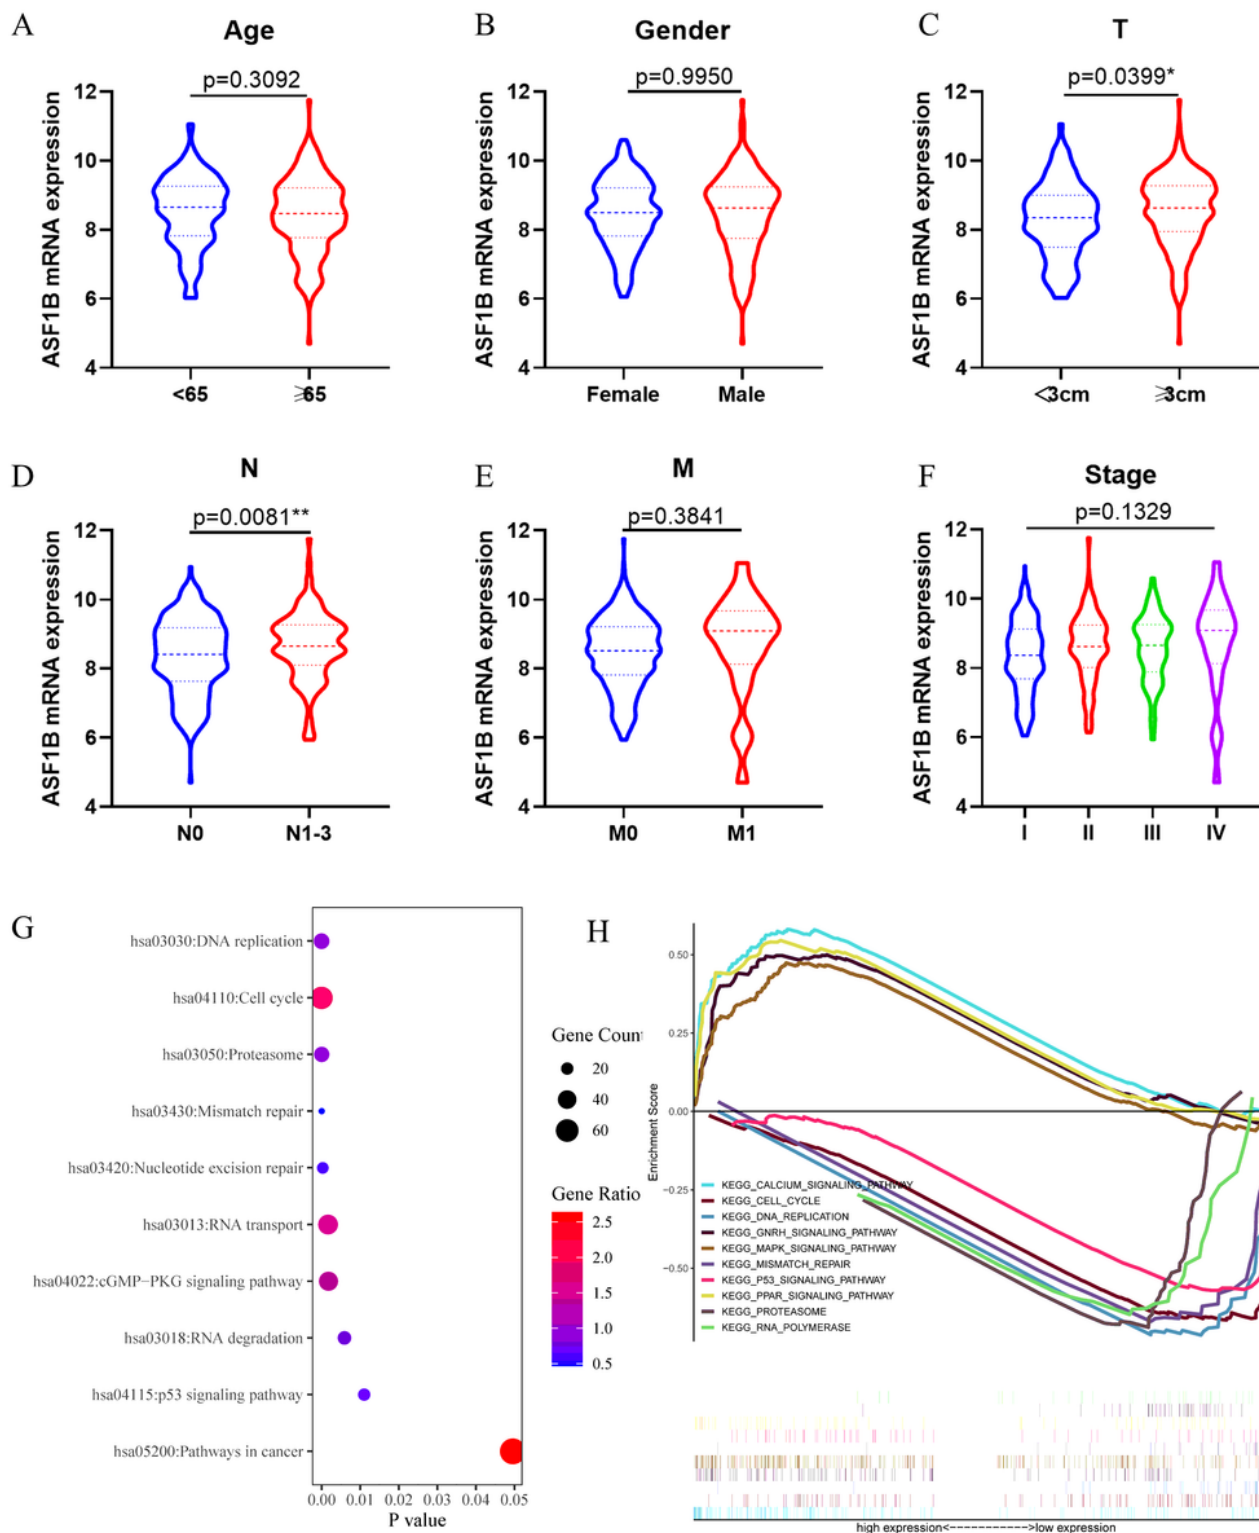 A
Age
p=0.3092
ASF1B mRNA expression
12
10
8
6
4
<65
⩾65
B
Gender
p=0.9950
ASF1B mRNA expression
12
10
8
6
4
Female
Male
C
T
p=0.0399*
ASF1B mRNA expression
12
10
8
6
4
<3cm
⩾3cm
D
N
p=0.0081**
ASF1B mRNA expression
12
10
8
6
4
N0
N1-3
E
M
p=0.3841
ASF1B mRNA expression
12
10
8
6
4
M0
M1
F
Stage
p=0.1329
ASF1B mRNA expression
12
10
8
6
4
I
II
III
IV
G
hsa03030:DNA replication
hsa04110:Cell cycle
hsa03050:Proteasome
hsa03430:Mismatch repair
hsa03420:Nucleotide excision repair
hsa03013:RNA transport
hsa04022:cGMP−PKG signaling pathway
hsa03018:RNA degradation
hsa04115:p53 signaling pathway
hsa05200:Pathways in cancer
0.00 0.01 0.02 0.03 0.04 0.05
P value
Gene Count
20
40
60
Gene Ratio
2.5
2.0
1.5
1.0
0.5
H
Enrichment Score
0.50
0.25
0.00
−0.25
−0.50
KEGG_CALCIUM_SIGNALING_PATHWAY
KEGG_CELL_CYCLE
KEGG_DNA_REPLICATION
KEGG_GNRH_SIGNALING_PATHWAY
KEGG_MAPK_SIGNALING_PATHWAY
KEGG_MISMATCH_REPAIR
KEGG_P53_SIGNALING_PATHWAY
KEGG_PPAR_SIGNALING_PATHWAY
KEGG_PROTEASOME
KEGG_RNA_POLYMERASE
high expression<------------->low expression